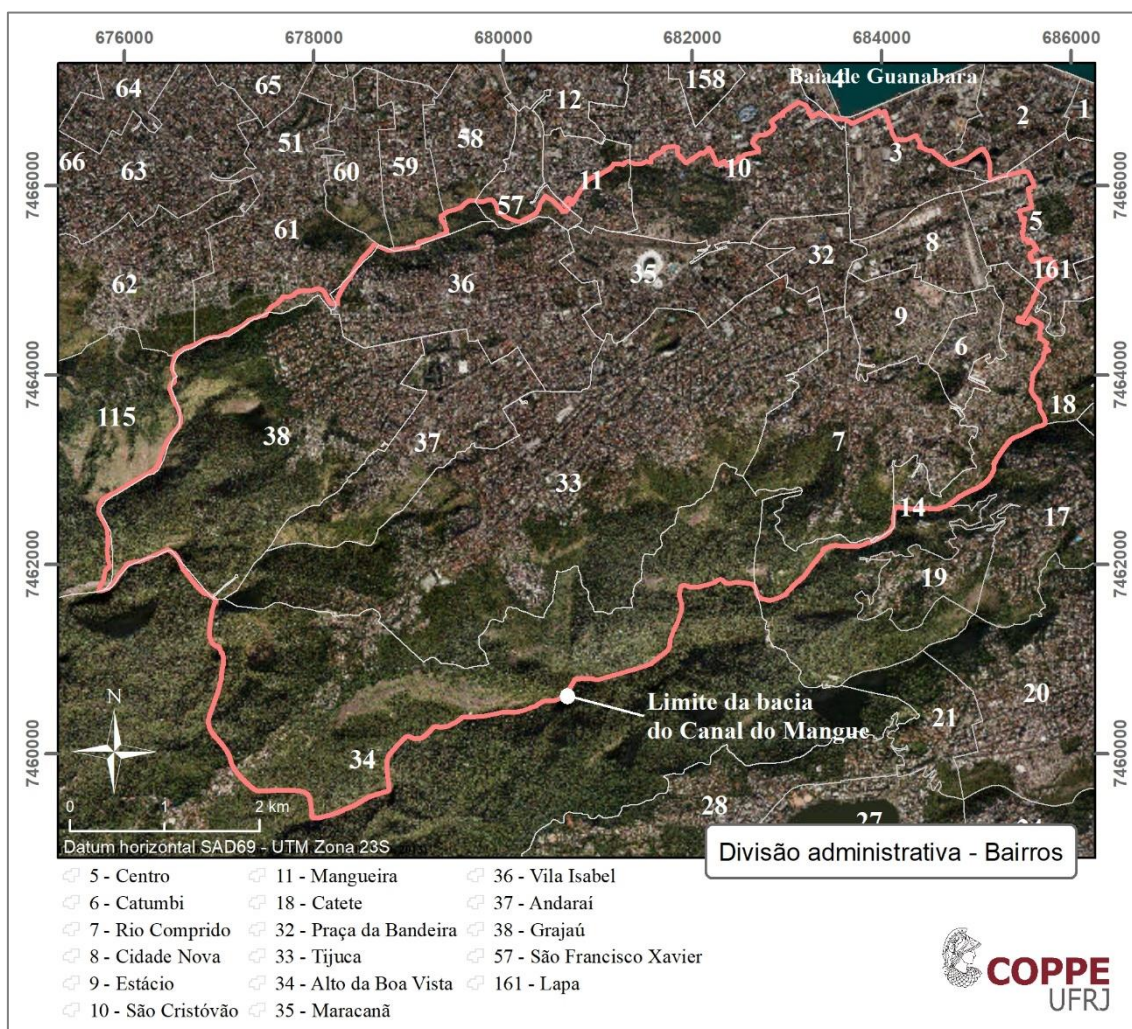 676000 678000 680000 682000 684000 686000
64 65 12 158 4
Baia de Guanabara
2 1
51 58
66 63 60 59 10 3
7466000 7466000
11
57 5
61 32 8
62 36 35 161
9
6
7464000 7464000
115 38 37 7 18
33
14 17
7462000 7462000
19
Limite da bacia
do Canal do Mangue
20
21
N
34
7460000 7460000
28
27
0 2 km
Datum horizontal SAD69 - UTM Zona 23S
Divisão administrativa - Bairros
5 - Centro
6 - Catumbi
7 - Rio Comprido
8 - Cidade Nova
9 - Estácio
10 - São Cristóvão
11 - Mangueira
18 - Catete
32 - Praça da Bandeira
33 - Tijuca
34 - Alto da Boa Vista
35 - Maracanã
36 - Vila Isabel
37 - Andaraí
38 - Grajaú
57 - São Francisco Xavier
161 - Lapa
COPPE
UFRJ